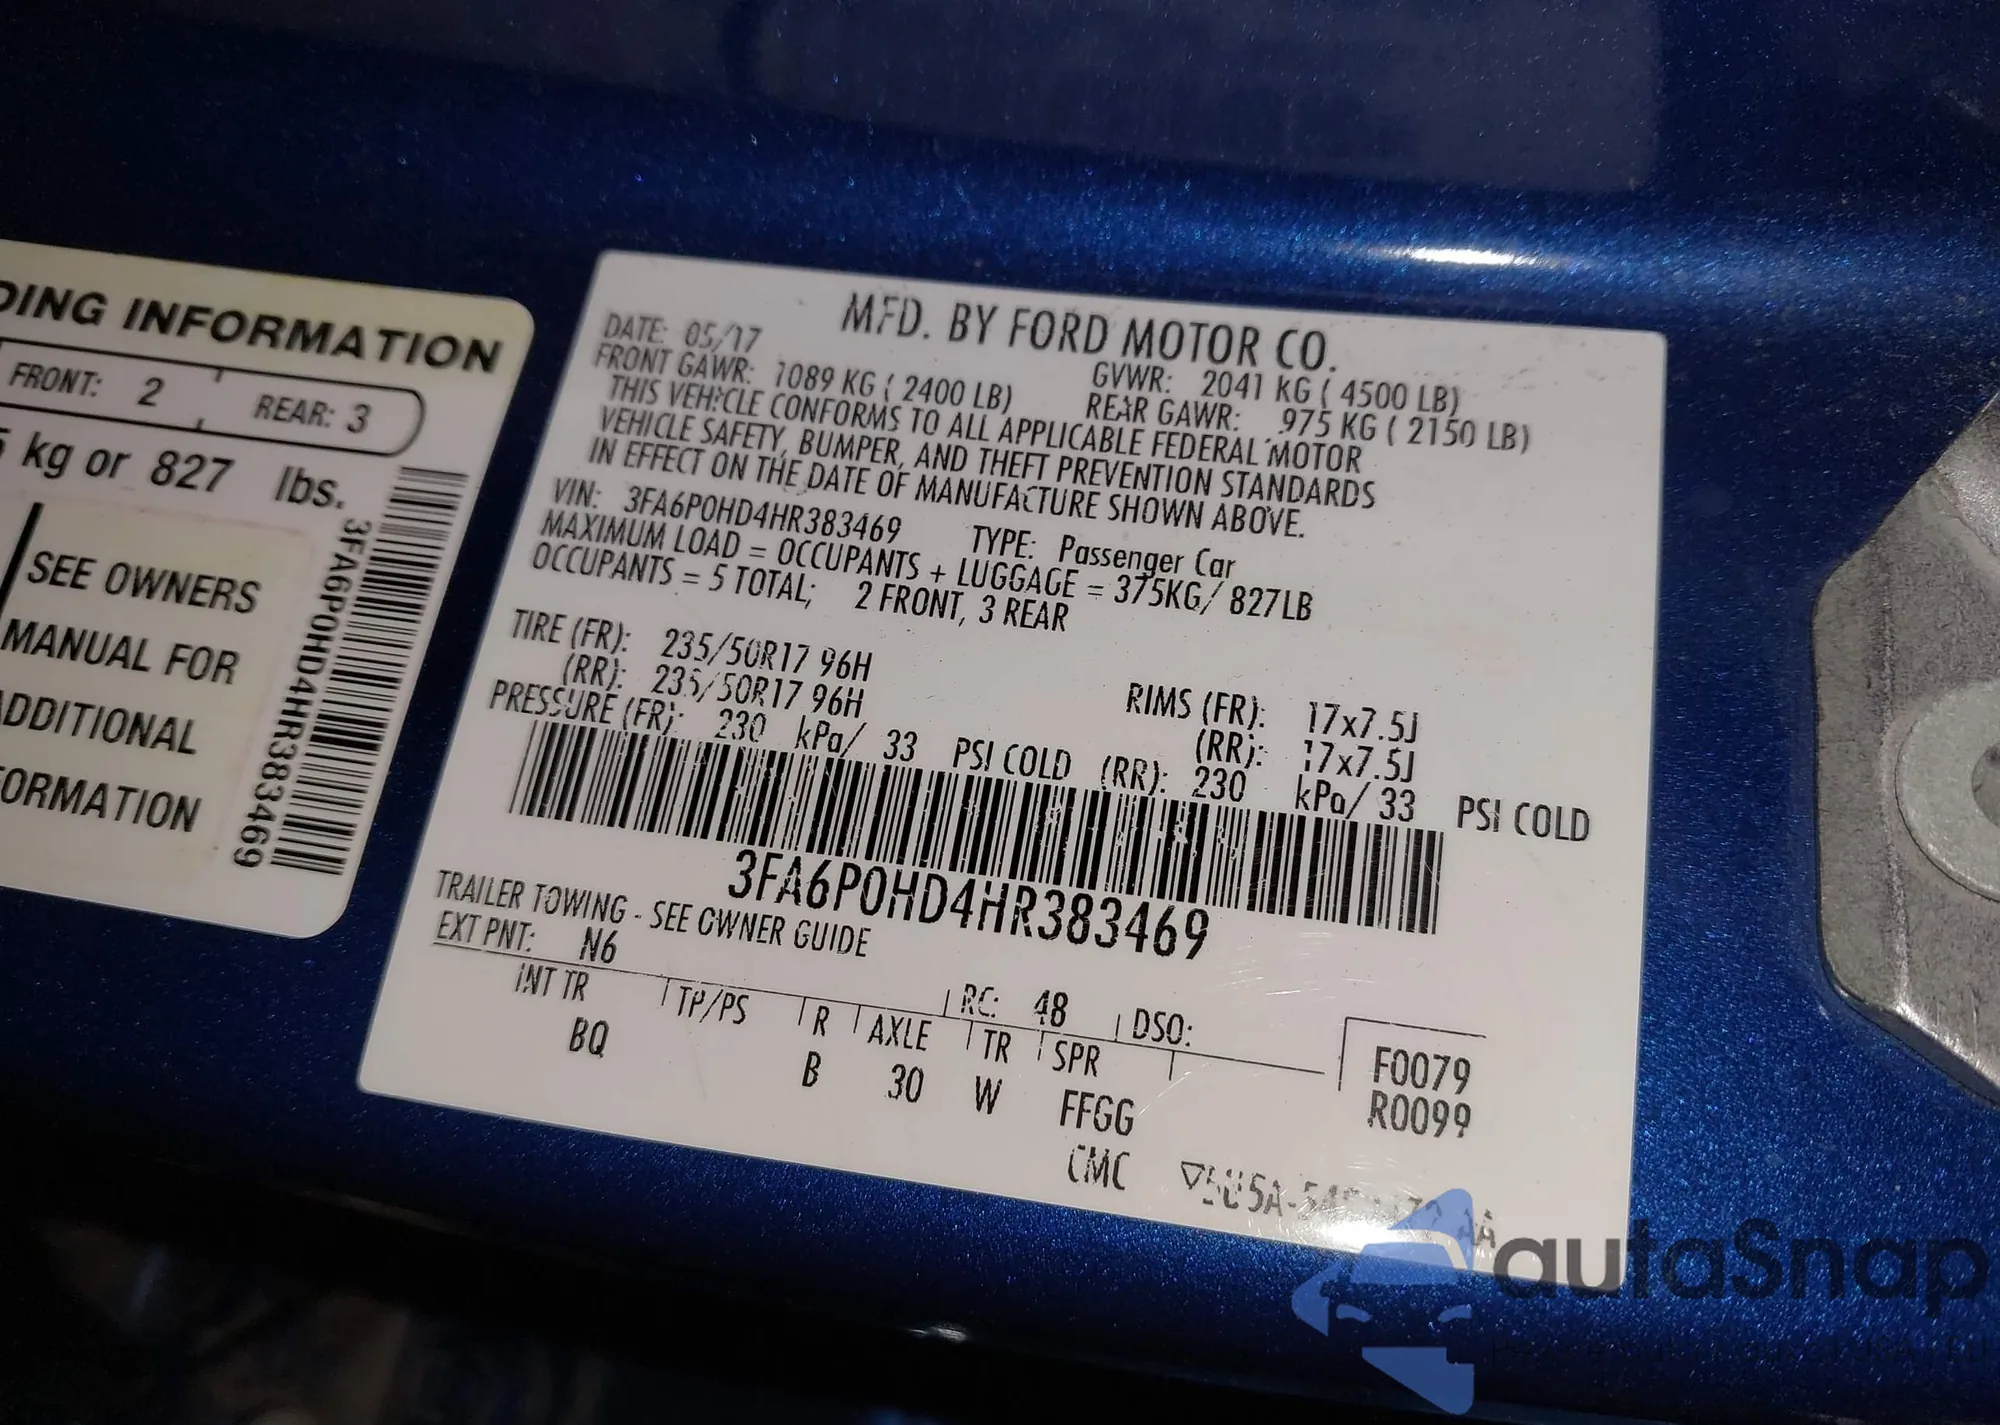 DING INFORMATION
FRONT: 2 REAR: 3
5 kg or 827 lbs.
SEE OWNERS
MANUAL FOR
ADDITIONAL
FORMATION
3FA6P0HD4HR383469
MFD. BY FORD MOTOR CO.
DATE: 05/17 GVWR: 2041 KG ( 4500 LB)
FRONT GAWR: 1089 KG ( 2400 LB) REAR GAWR: 975 KG ( 2150 LB)
THIS VEHICLE CONFORMS TO ALL APPLICABLE FEDERAL MOTOR
VEHICLE SAFETY, BUMPER, AND THEFT PREVENTION STANDARDS
IN EFFECT ON THE DATE OF MANUFACTURE SHOWN ABOVE.
VIN: 3FA6P0HD4HR383469 TYPE: Passenger Car
MAXIMUM LOAD = OCCUPANTS + LUGGAGE = 375KG/ 827LB
OCCUPANTS = 5 TOTAL; 2 FRONT, 3 REAR
TIRE (FR): 235/50R17 96H RIMS (FR): 17x7.5J
(RR): 235/50R17 96H (RR): 17x7.5J
PRESSURE (FR): 230 kPa/ 33 PSI COLD (RR): 230 kPa/ 33 PSI COLD
3FA6P0HD4HR383469
TRAILER TOWING - SEE OWNER GUIDE
EXT PNT: N6 RC: 48 DSO:
INT TR TP/PS R AXLE TR SPR F0079
BQ B 30 W FFGG R0099
CMC
autaSnap